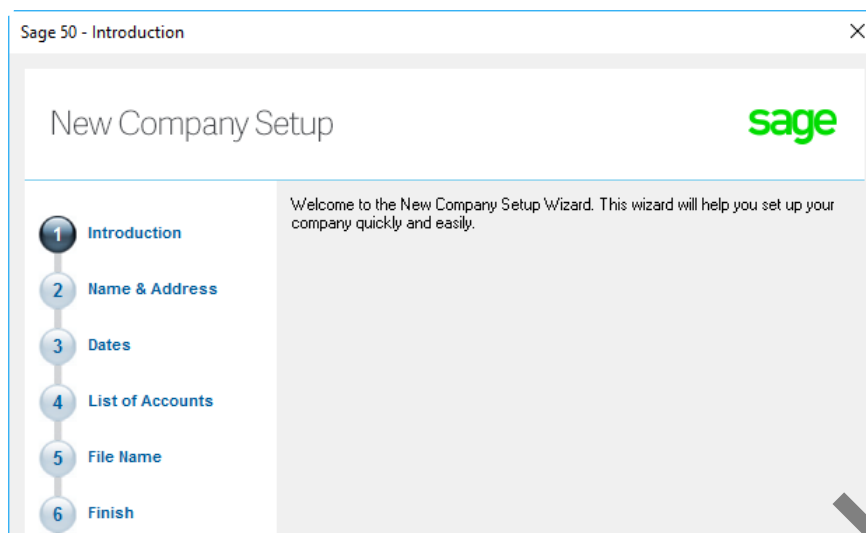 Sage 50 - Introduction
New Company Setup
sage
Welcome to the New Company Setup Wizard. This wizard will help you set up your
company quickly and easily.
1 Introduction
2 Name & Address
3 Dates
4 List of Accounts
5 File Name
6 Finish